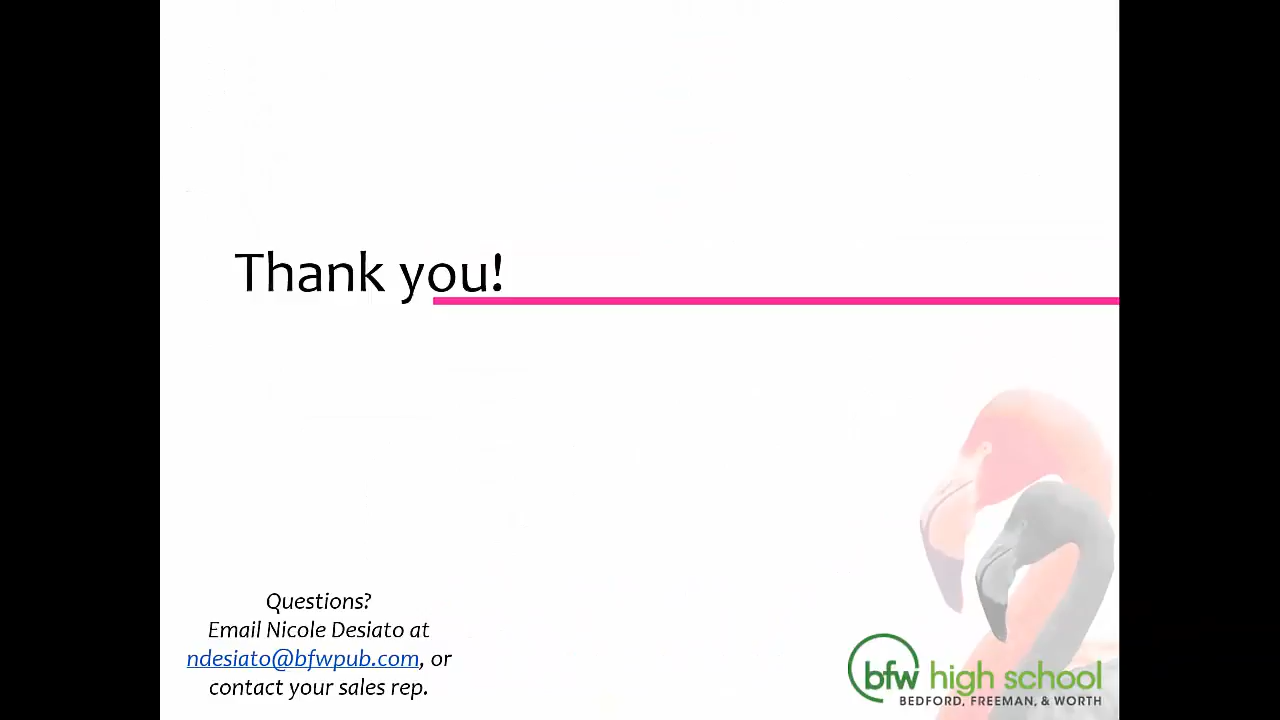 Thank you!
Questions?
Email Nicole Desiato at
ndesiato@bfwpub.com, or
contact your sales rep.
bfw high school
BEDFORD, FREEMAN, & WORTH